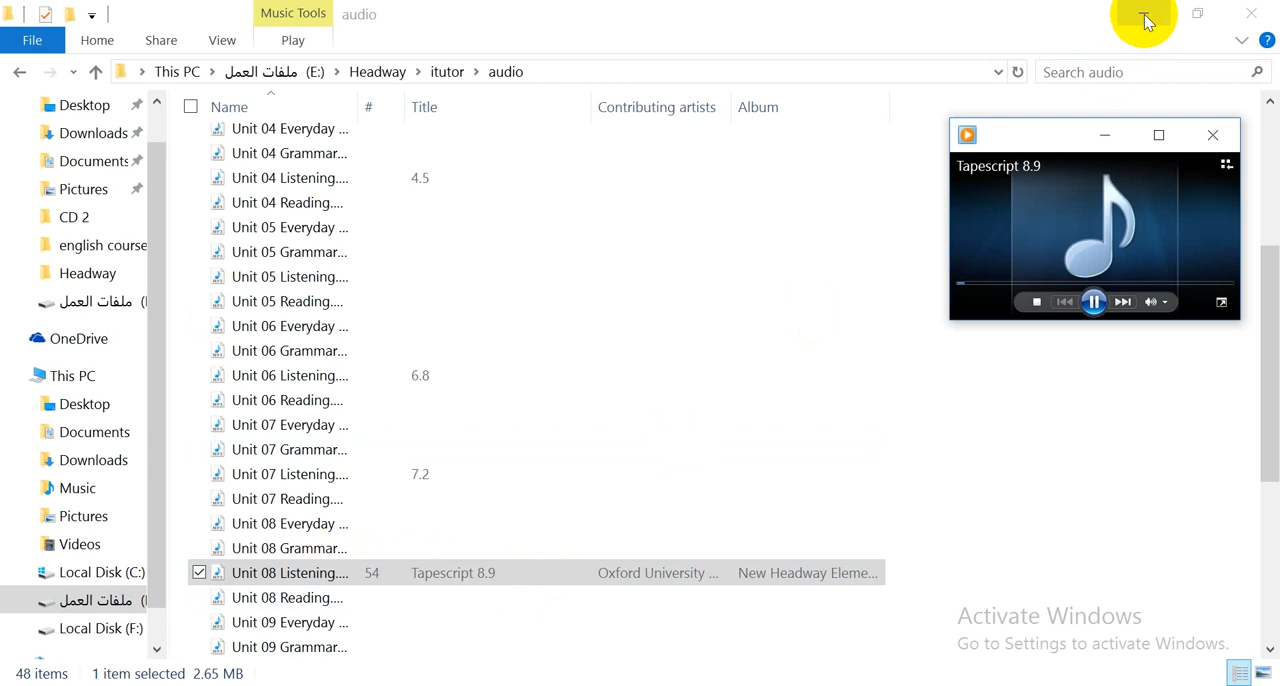 Music Tools audio
File Home Share View Play
This PC ملفات العمل (E:) Headway itutor audio Search audio
Name # Title Contributing artists Album
Desktop
Downloads
Documents
Pictures
CD 2
english course
Headway
ملفات العمل (
OneDrive
This PC
Desktop
Documents
Downloads
Music
Pictures
Videos
Local Disk (C:)
ملفات العمل (
Local Disk (F:)
Unit 04 Everyday ...
Unit 04 Grammar...
Unit 04 Listening.... 4.5
Unit 04 Reading....
Unit 05 Everyday ...
Unit 05 Grammar...
Unit 05 Listening....
Unit 05 Reading....
Unit 06 Everyday ...
Unit 06 Grammar...
Unit 06 Listening.... 6.8
Unit 06 Reading....
Unit 07 Everyday ...
Unit 07 Grammar...
Unit 07 Listening.... 7.2
Unit 07 Reading....
Unit 08 Everyday ...
Unit 08 Grammar...
Unit 08 Listening.... 54 Tapescript 8.9 Oxford University ... New Headway Eleme...
Unit 08 Reading....
Unit 09 Everyday ...
Unit 09 Grammar...
Tapescript 8.9
Activate Windows
Go to Settings to activate Windows.
48 items 1 item selected 2.65 MB